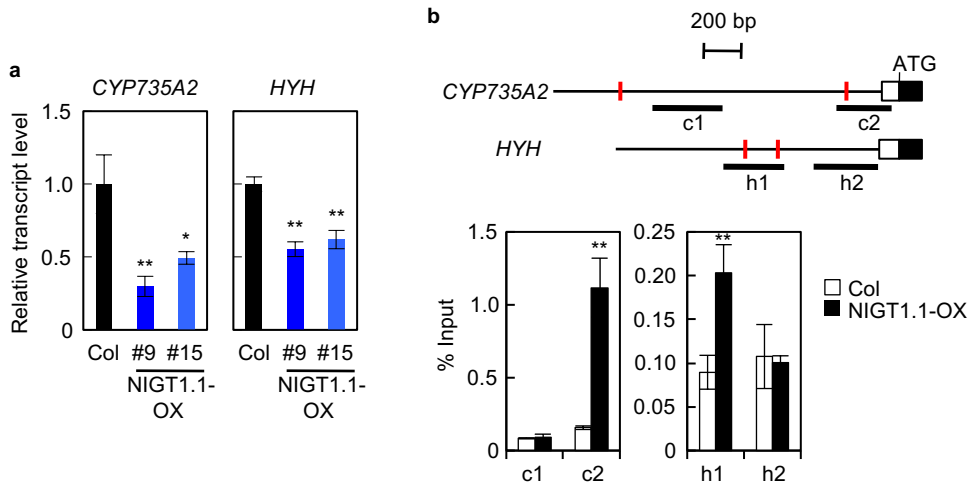 a
CYP735A2 HYH
Relative transcript level
1.5
1.0
0.5
0
** *
** **
Col #9 #15 Col #9 #15
NIGT1.1-
OX
NIGT1.1-
OX
b
200 bp
ATG
CYP735A2
c1 c2
HYH
h1 h2
% Input
1.5
1.0
0.5
0
**
c1 c2
0.25
0.20
0.15
0.10
0.05
0
**
h1 h2
Col
NIGT1.1-OX